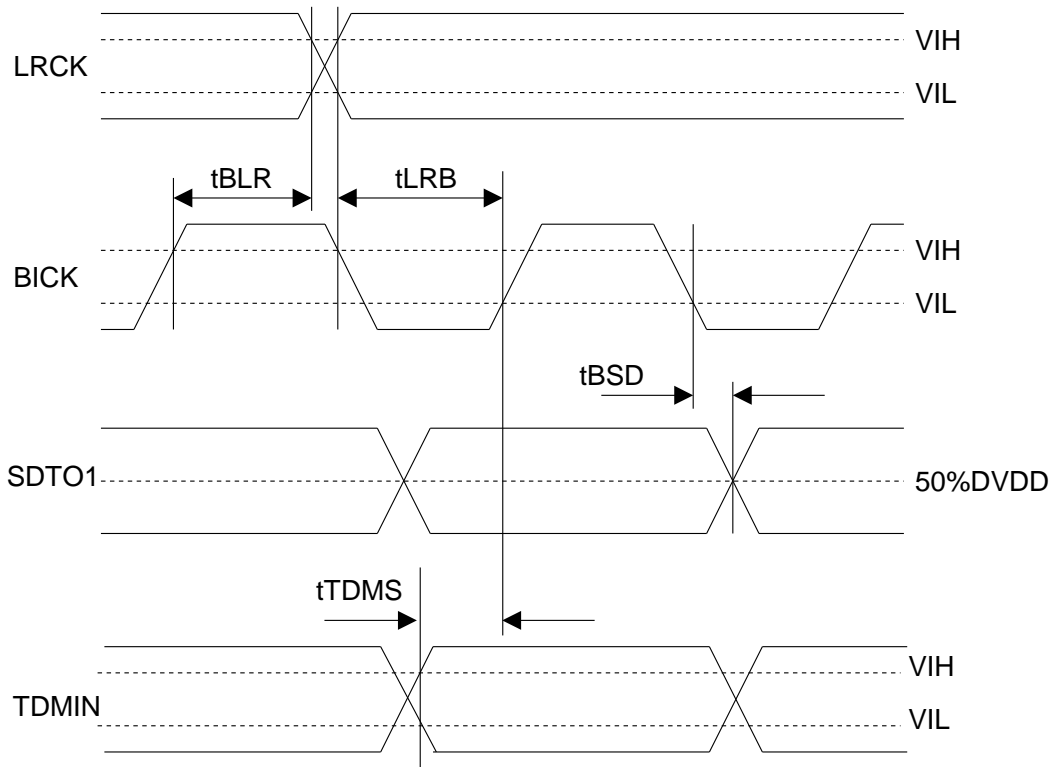 VIH
LRCK
VIL
tBLR
tLRB
VIH
BICK
VIL
tBSD
SDTO1
50%DVDD
tTDMS
VIH
TDMIN
VIL